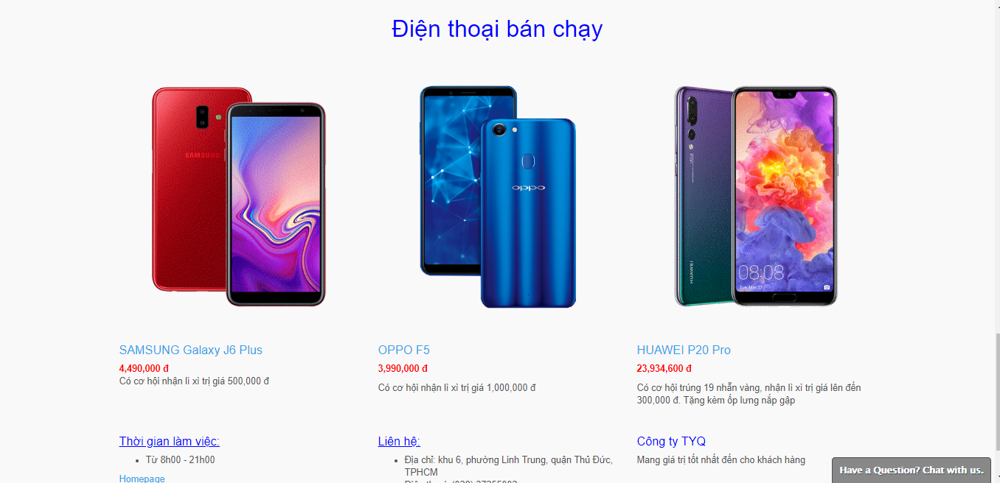 Điện thoại bán chạy
SAMSUNG
oppo
HUAWEI
08:08
SAMSUNG Galaxy J6 Plus
4,490,000 đ
Có cơ hội nhận lì xì trị giá 500,000 đ
OPPO F5
3,990,000 đ
Có cơ hội nhận lì xì trị giá 1,000,000 đ
HUAWEI P20 Pro
23,934,600 đ
Có cơ hội trúng 19 nhẫn vàng, nhận lì xì trị giá lên đến
300,000 đ. Tặng kèm ốp lưng nắp gập
Thời gian làm việc:
Từ 8h00 - 21h00
Homepage
Liên hệ:
Địa chỉ: khu 6, phường Linh Trung, quận Thủ Đức,
TPHCM
Công ty TYQ
Mang giá trị tốt nhất đến cho khách hàng
Have a Question? Chat with us.